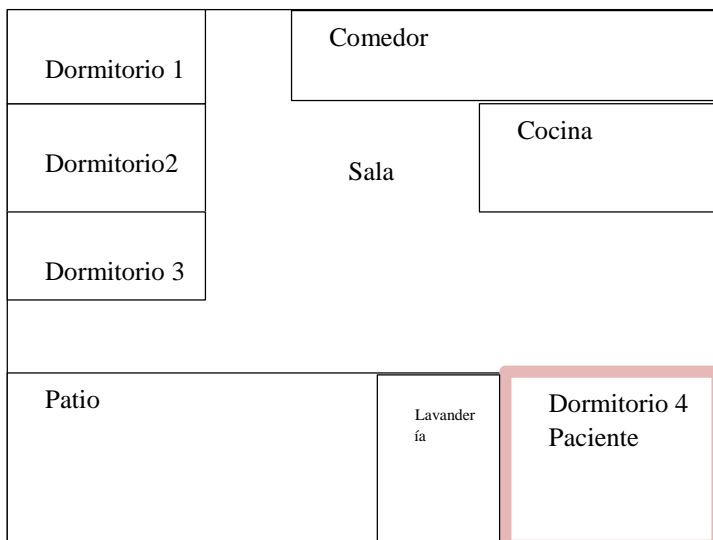 Comedor
Dormitorio 1
Cocina
Dormitorio2
Sala
Dormitorio 3
Patio
Lavander
ía
Dormitorio 4
Paciente